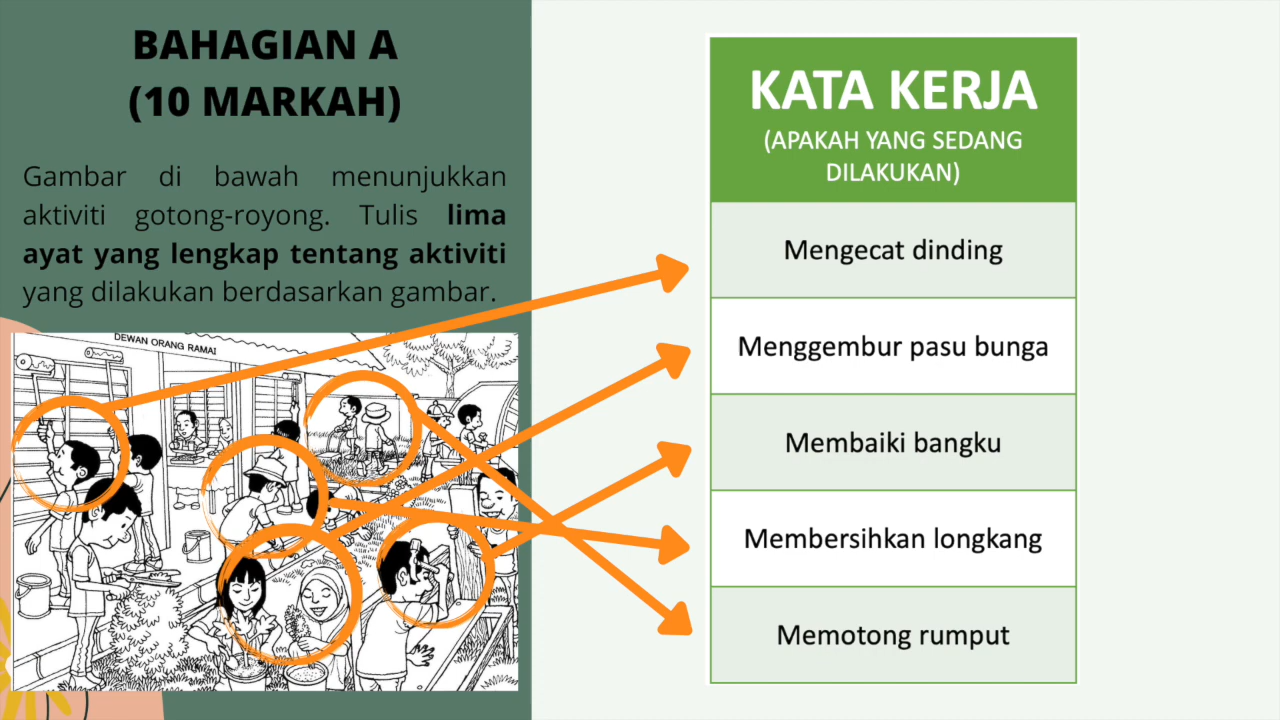 BAHAGIAN A
(10 MARKAH)
Gambar di bawah menunjukkan
aktiviti gotong-royong. Tulis lima
ayat yang lengkap tentang aktiviti
yang dilakukan berdasarkan gambar.
DEWAN ORANG RAMAI
KATA KERJA
(APAKAH YANG SEDANG
DILAKUKAN)
Mengecat dinding
Menggembur pasu bunga
Membaiki bangku
Membersihkan longkang
Memotong rumput